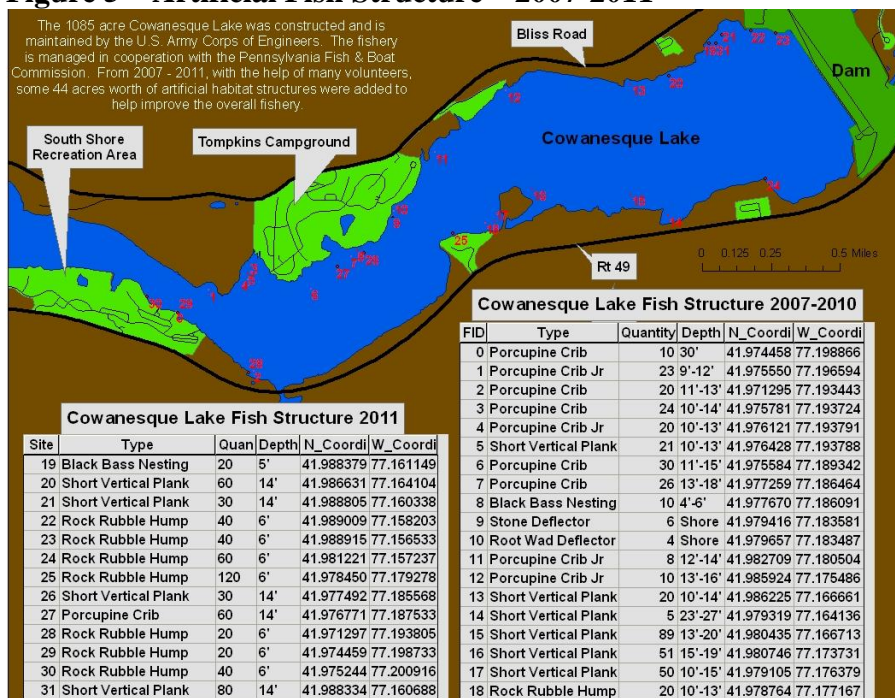 Figure 3 – Artificial Fish Structure – 2007-2011
The 1085 acre Cowanesque Lake was constructed and is
maintained by the U.S. Army Corps of Engineers. The fishery
is managed in cooperation with the Pennsylvania Fish & Boat
Commission. From 2007 - 2011, with the help of many volunteers,
some 44 acres worth of artificial habitat structures were added to
help improve the overall fishery.
Bliss Road
Dam
South Shore
Recreation Area
Tompkins Campground
Cowanesque Lake
25
Rt 49
0 0.125 0.25 0.5 Miles
Cowanesque Lake Fish Structure 2007-2010
FID Type Quantity Depth N_Coordi W_Coordi
0 Porcupine Crib 10 30' 41.974458 77.198866
1 Porcupine Crib Jr 23 9'-12' 41.975550 77.196594
2 Porcupine Crib 20 11'-13' 41.971295 77.193443
3 Porcupine Crib 24 10'-14' 41.975781 77.193724
4 Porcupine Crib Jr 20 10'-13' 41.976121 77.193791
5 Short Vertical Plank 21 10'-13' 41.976428 77.193788
6 Porcupine Crib 30 11'-15' 41.975584 77.189342
7 Porcupine Crib 26 13'-18' 41.977259 77.186464
8 Black Bass Nesting 10 4'-6' 41.977670 77.186091
9 Stone Deflector 6 Shore 41.979416 77.183581
10 Root Wad Deflector 4 Shore 41.979657 77.183487
11 Porcupine Crib Jr 8 12'-14' 41.982709 77.180504
12 Porcupine Crib Jr 10 13'-16' 41.985924 77.175486
13 Short Vertical Plank 20 10'-14' 41.986225 77.166661
14 Short Vertical Plank 5 23'-27' 41.979319 77.164136
15 Short Vertical Plank 89 13'-20' 41.980435 77.166713
16 Short Vertical Plank 51 15'-19' 41.980746 77.173731
17 Short Vertical Plank 50 10'-15' 41.979105 77.176379
18 Rock Rubble Hump 20 10'-13' 41.978764 77.177167
Cowanesque Lake Fish Structure 2011
Site Type Quan Depth N_Coordi W_Coordi
19 Black Bass Nesting 20 5' 41.988379 77.161149
20 Short Vertical Plank 60 14' 41.986631 77.164104
21 Short Vertical Plank 30 14' 41.988805 77.160338
22 Rock Rubble Hump 40 6' 41.989009 77.158203
23 Rock Rubble Hump 40 6' 41.988915 77.156533
24 Rock Rubble Hump 60 6' 41.981221 77.157237
25 Rock Rubble Hump 120 6' 41.978450 77.179278
26 Short Vertical Plank 30 14' 41.977492 77.185568
27 Porcupine Crib 60 14' 41.976771 77.187533
28 Rock Rubble Hump 20 6' 41.971297 77.193805
29 Rock Rubble Hump 20 6' 41.974459 77.198733
30 Rock Rubble Hump 40 6' 41.975244 77.200916
31 Short Vertical Plank 80 14' 41.988334 77.160688